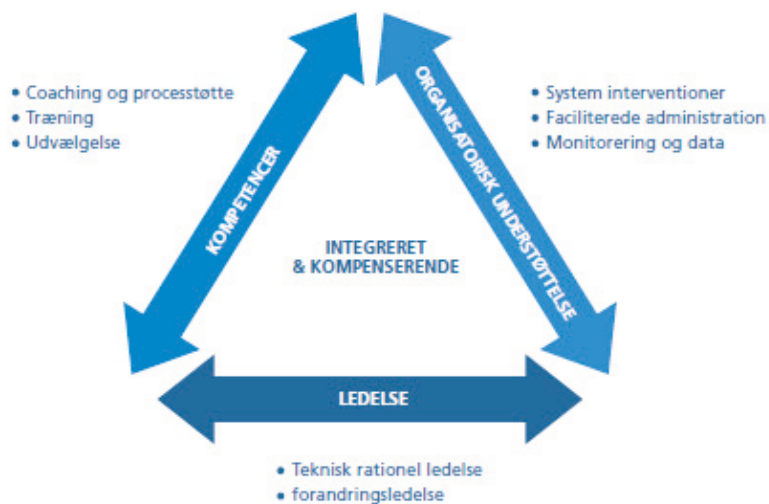 • Coaching og processtøtte
• Træning
• Udvælgelse
KOMPETENCER
ORGANISATORISK UNDERSTØTTELSE
• System interventioner
• Faciliterede administration
• Monitorering og data
INTEGRERET
& KOMPENSERENDE
LEDELSE
• Teknisk rationel ledelse
• forandringsledelse